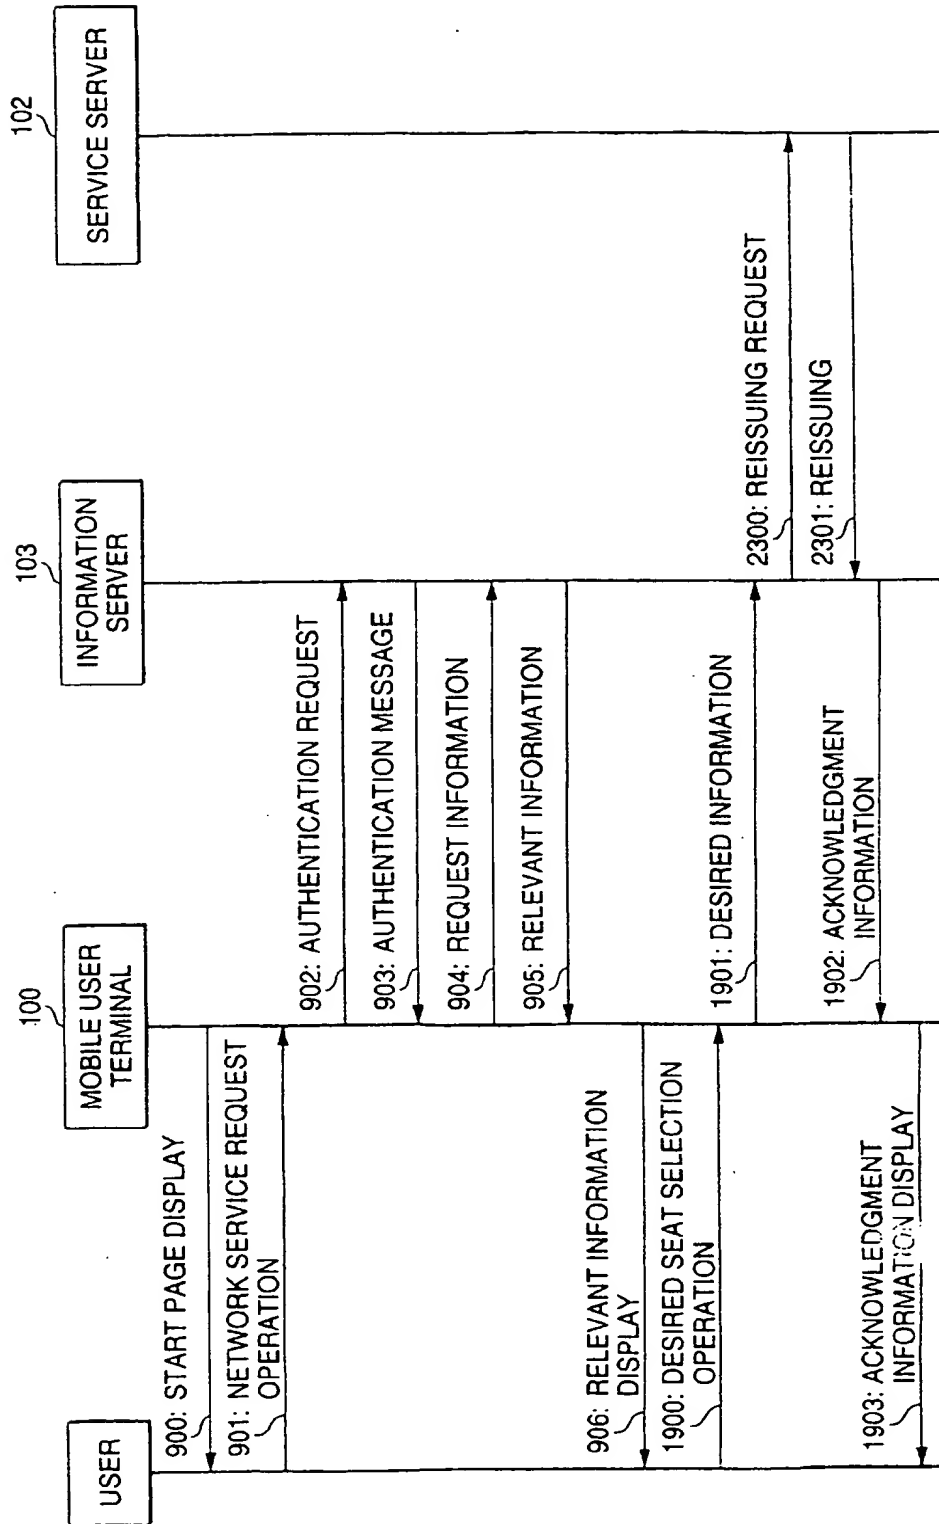 USER
100
MOBILE USER
TERMINAL
103
INFORMATION
SERVER
102
SERVICE SERVER
900: START PAGE DISPLAY
901: NETWORK SERVICE REQUEST
OPERATION
902: AUTHENTICATION REQUEST
903: AUTHENTICATION MESSAGE
904: REQUEST INFORMATION
905: RELEVANT INFORMATION
906: RELEVANT INFORMATION
DISPLAY
1900: DESIRED SEAT SELECTION
OPERATION
1901: DESIRED INFORMATION
2300: REISSUING REQUEST
2301: REISSUING
1902: ACKNOWLEDGMENT
INFORMATION
1903: ACKNOWLEDGMENT
INFORMATION DISPLAY